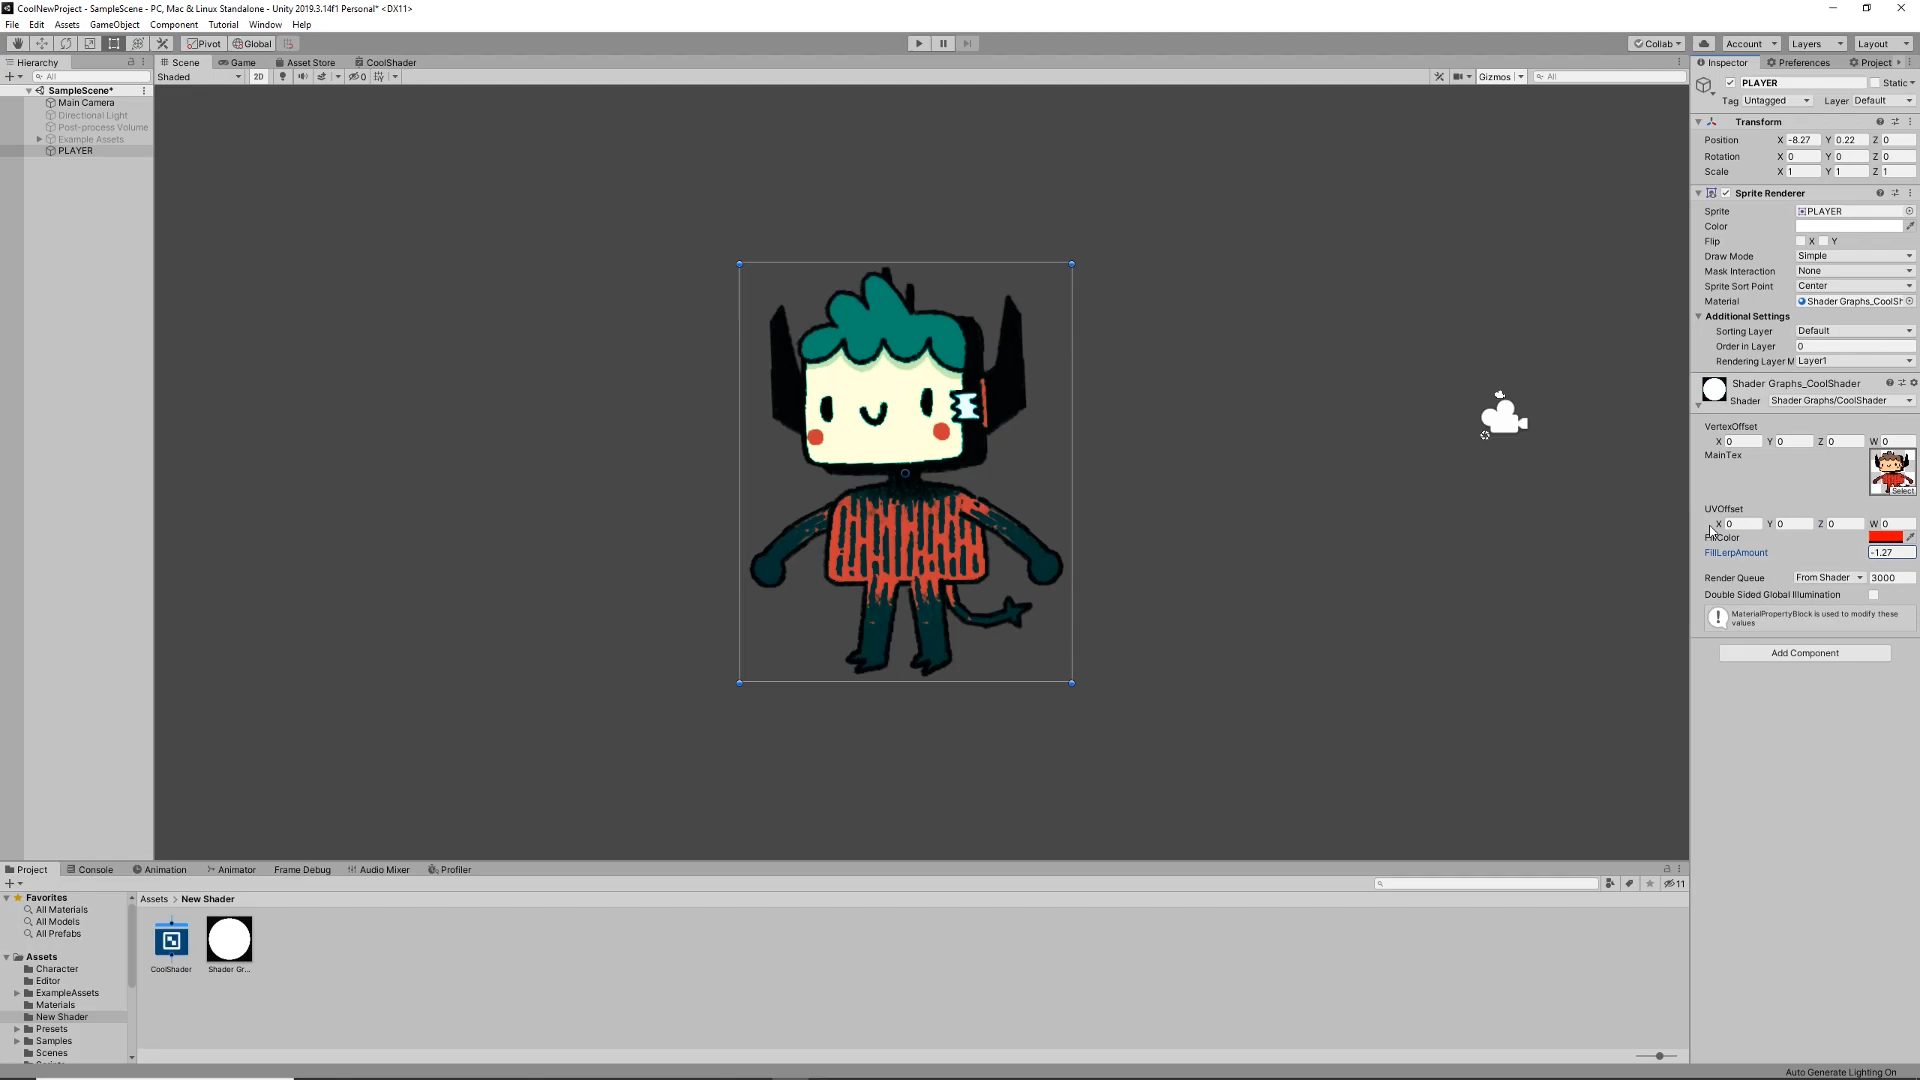 CoolNewProject - SampleScene - PC, Mac & Linux Standalone - Unity 2019.3.14f1 Personal* <DX11>
File Edit Assets GameObject Component Tutorial Window Help
Pivot Global Collab Account Layers Layout
Hierarchy Scene Game Asset Store CoolShader Inspector Preferences Project
All Shaded 2D 0 Gizmos All
SampleScene*
Main Camera
Directional Light
Post-process Volume
Example Assets
PLAYER
PLAYER Static
Tag Untagged Layer Default
Transform
Position X -8.27 Y 0.22 Z 0
Rotation X 0 Y 0 Z 0
Scale X 1 Y 1 Z 1
Sprite Renderer
Sprite PLAYER
Color
Flip X Y
Draw Mode Simple
Mask Interaction None
Sprite Sort Point Center
Material Shader Graphs_CoolSh
Additional Settings
Sorting Layer Default
Order in Layer 0
Rendering Layer M Layer1
Shader Graphs_CoolShader
Shader Shader Graphs/CoolShader
VertexOffset
X 0 Y 0 Z 0 W 0
MainTex
Select
UVOffset
X 0 Y 0 Z 0 W 0
FillColor
FillLerpAmount -1.27
Render Queue From Shader 3000
Double Sided Global Illumination
MaterialPropertyBlock is used to modify these
values
Add Component
Project Console Animation Animator Frame Debug Audio Mixer Profiler
11
Favorites
All Materials
All Models
All Prefabs
Assets
Character
Editor
ExampleAssets
Materials
New Shader
Presets
Samples
Scenes
Assets > New Shader
CoolShader Shader Gr...
Auto Generate Lighting On